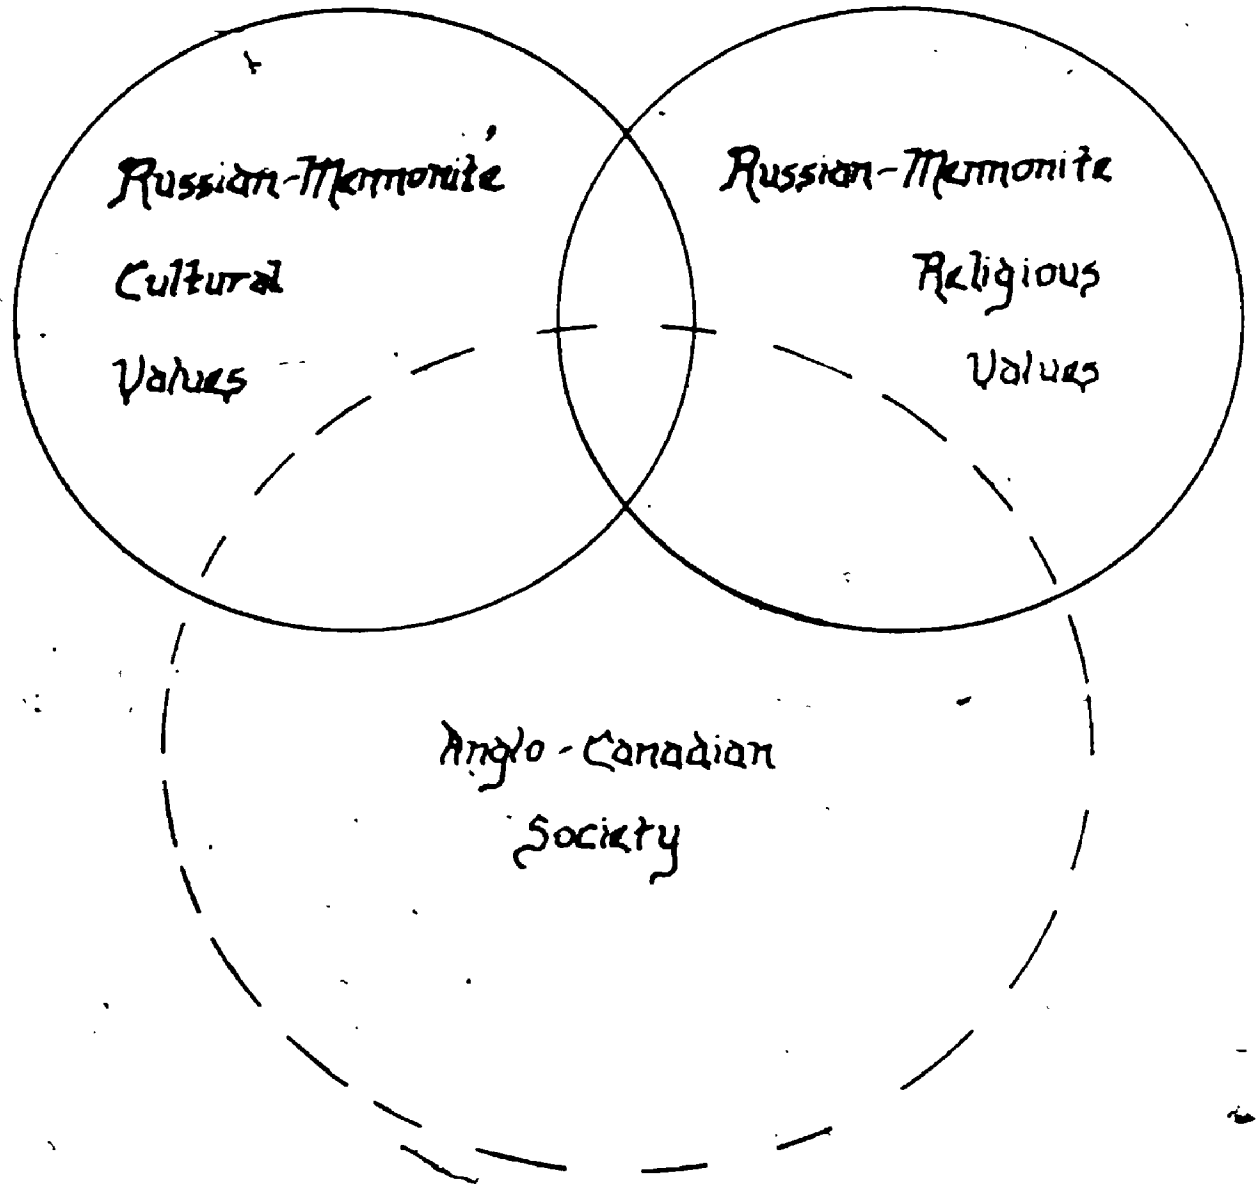 Russian-Mennonite
Cultural
Values
Russian-Mennonite
Religious
Values
Anglo-Canadian
Society